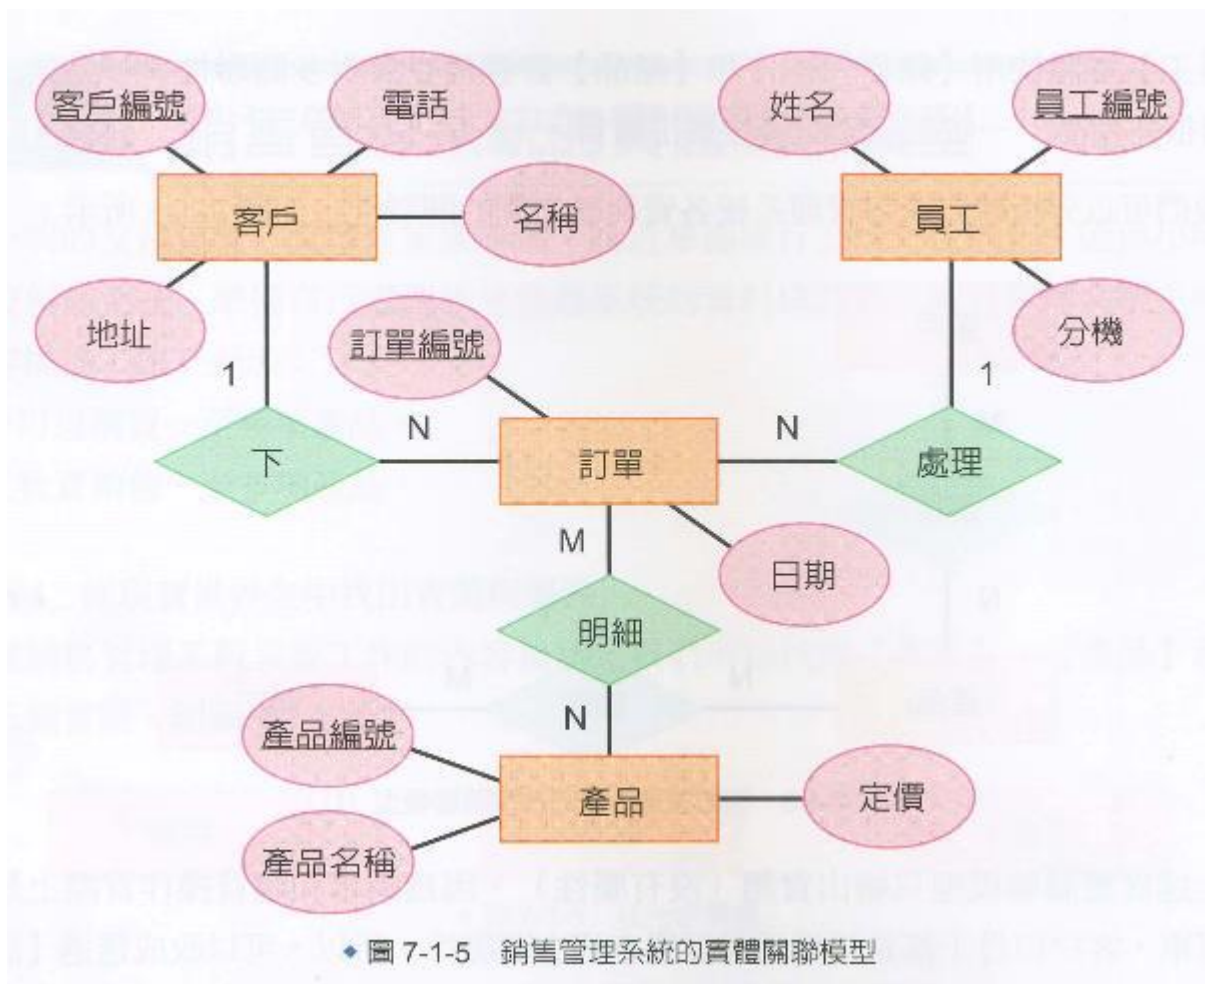 客戶編號
電話
姓名
員工編號
客戶
名稱
員工
地址
訂單編號
分機
1
1
N
N
下
訂單
處理
M
日期
明細
N
產品編號
產品
定價
產品名稱
圖 7-1-5 銷售管理系統的實體關聯模型